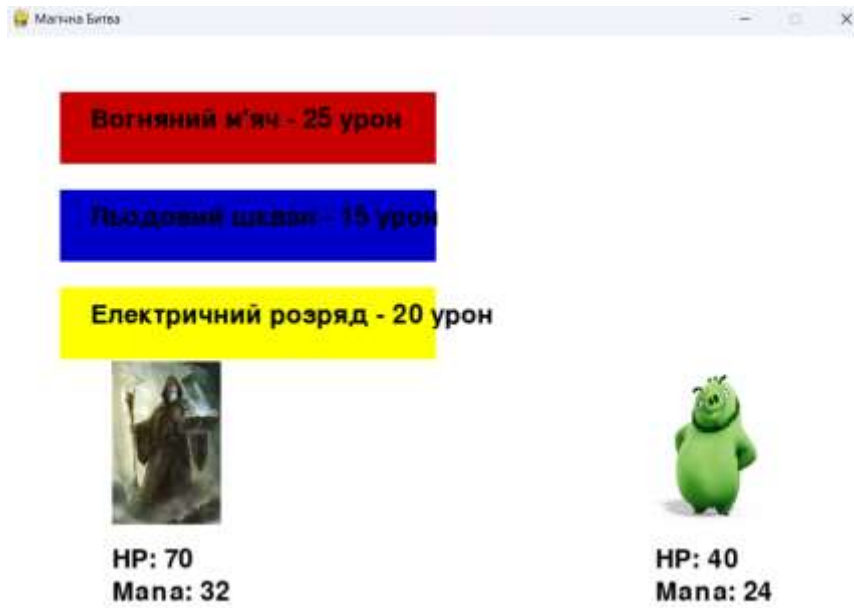 Магічна Битва
Вогняний м'яч - 25 урон
Льодовий шквал - 15 урон
Електричний розряд - 20 урон
HP: 70
Mana: 32
HP: 40
Mana: 24